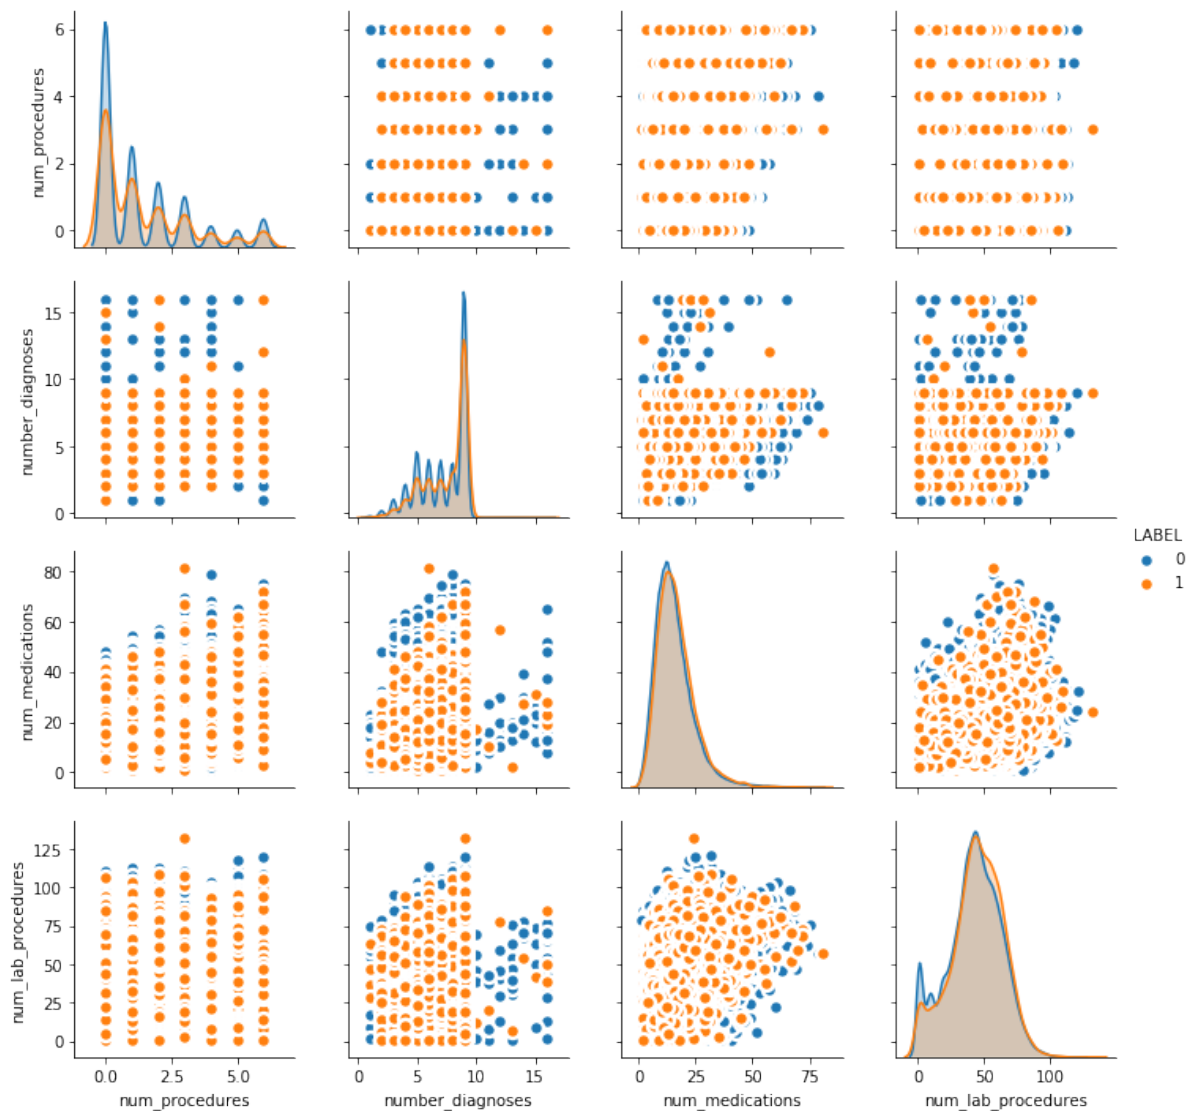 6
4
2
0
num_procedures
15
10
5
0
number_diagnoses
LABEL
0
1
80
60
40
20
0
num_medications
125
100
75
50
25
0
num_lab_procedures
0.0 2.5 5.0
num_procedures
0 5 10 15
number_diagnoses
0 25 50 75
num_medications
0 50 100
num_lab_procedures